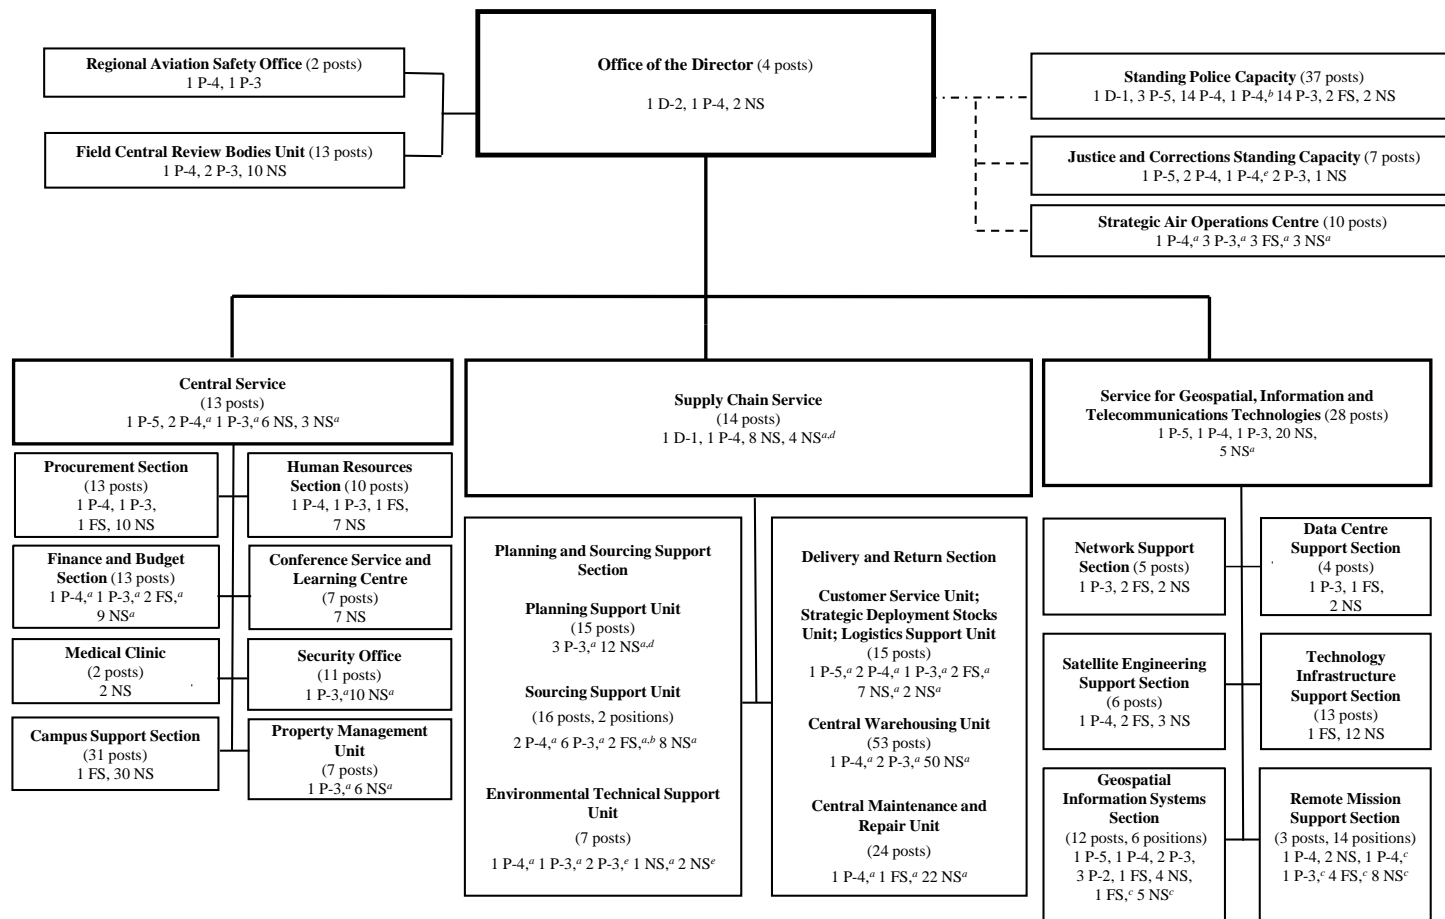 Regional Aviation Safety Office (2 posts)
1 P-4, 1 P-3
Field Central Review Bodies Unit (13 posts)
1 P-4, 2 P-3, 10 NS
Office of the Director (4 posts)
1 D-2, 1 P-4, 2 NS
Standing Police Capacity (37 posts)
1 D-1, 3 P-5, 14 P-4, 1 P-4,b 14 P-3, 2 FS, 2 NS
Justice and Corrections Standing Capacity (7 posts)
1 P-5, 2 P-4, 1 P-4,e 2 P-3, 1 NS
Strategic Air Operations Centre (10 posts)
1 P-4,a 3 P-3,a 3 FS,a 3 NSa
Central Service
(13 posts)
1 P-5, 2 P-4,a 1 P-3,a 6 NS, 3 NSa
Procurement Section
(13 posts)
1 P-4, 1 P-3,
1 FS, 10 NS
Human Resources
Section (10 posts)
1 P-4, 1 P-3, 1 FS,
7 NS
Finance and Budget
Section (13 posts)
1 P-4,a 1 P-3,a 2 FS,a
9 NSa
Conference Service and
Learning Centre
(7 posts)
7 NS
Medical Clinic
(2 posts)
2 NS
Security Office
(11 posts)
1 P-3,a 10 NSa
Campus Support Section
(31 posts)
1 FS, 30 NS
Property Management
Unit
(7 posts)
1 P-3,a 6 NSa
Supply Chain Service
(14 posts)
1 D-1, 1 P-4, 8 NS, 4 NSa,d
Planning and Sourcing Support
Section
Planning Support Unit
(15 posts)
3 P-3,a 12 NSa,d
Sourcing Support Unit
(16 posts, 2 positions)
2 P-4,a 6 P-3,a 2 FS,a,b 8 NSa
Environmental Technical Support
Unit
(7 posts)
1 P-4,a 1 P-3,a 2 P-3,e 1 NS,a 2 NSe
Delivery and Return Section
Customer Service Unit;
Strategic Deployment Stocks
Unit; Logistics Support Unit
(15 posts)
1 P-5,a 2 P-4,a 1 P-3,a 2 FS,a
7 NS,a 2 NSa
Central Warehousing Unit
(53 posts)
1 P-4,a 2 P-3,a 50 NSa
Central Maintenance and
Repair Unit
(24 posts)
1 P-4,a 1 FS,a 22 NSa
Service for Geospatial, Information and
Telecommunications Technologies (28 posts)
1 P-5, 1 P-4, 1 P-3, 20 NS,
5 NSa
Network Support
Section (5 posts)
1 P-3, 2 FS, 2 NS
Data Centre
Support Section
(4 posts)
1 P-3, 1 FS,
2 NS
Satellite Engineering
Support Section
(6 posts)
1 P-4, 2 FS, 3 NS
Technology
Infrastructure
Support Section
(13 posts)
1 FS, 12 NS
Geospatial
Information Systems
Section
(12 posts, 6 positions)
1 P-5, 1 P-4, 2 P-3,
3 P-2, 1 FS, 4 NS,
1 FS,c 5 NSc
Remote Mission
Support Section
(3 posts, 14 positions)
1 P-4, 2 NS, 1 P-4,c
1 P-3,c 4 FS,c 8 NSc